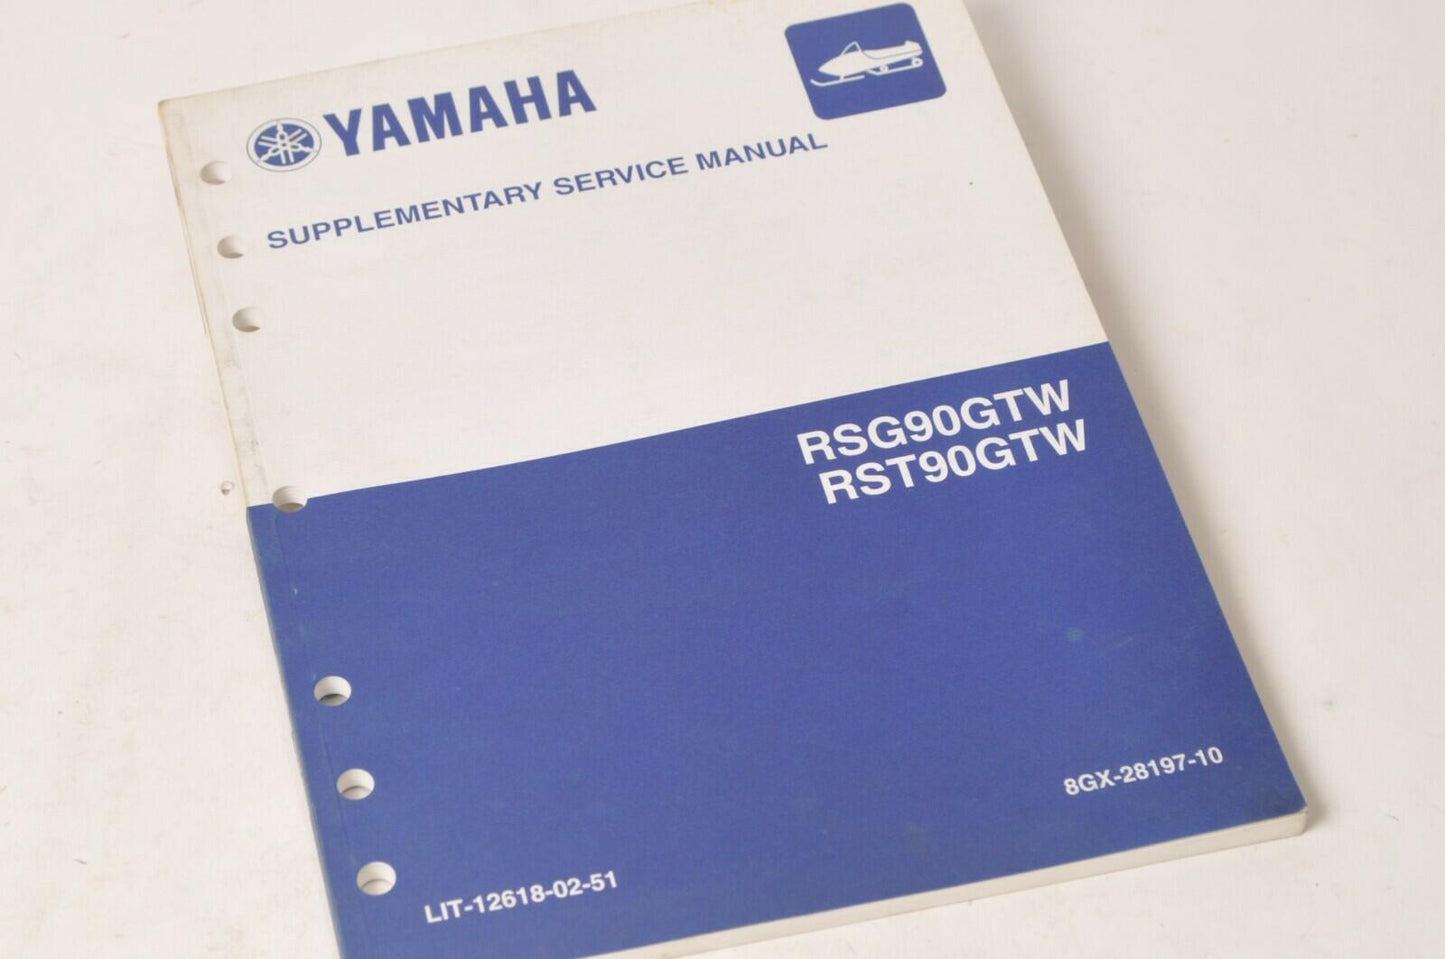 YAMAHA
SUPPLEMENTARY SERVICE MANUAL
RSG90GTW
RST90GTW
8GX-28197-10
LIT-12618-02-51